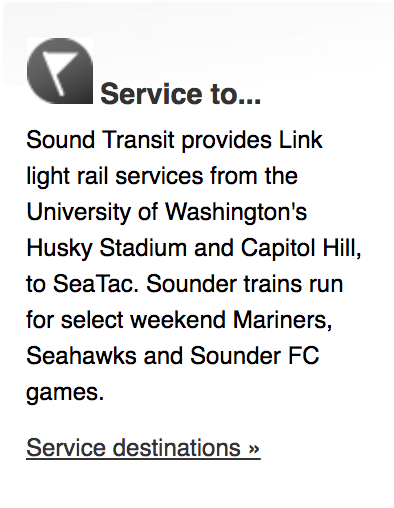 Service to...
Sound Transit provides Link
light rail services from the
University of Washington's
Husky Stadium and Capitol Hill,
to SeaTac. Sounder trains run
for select weekend Mariners,
Seahawks and Sounder FC
games.
Service destinations »